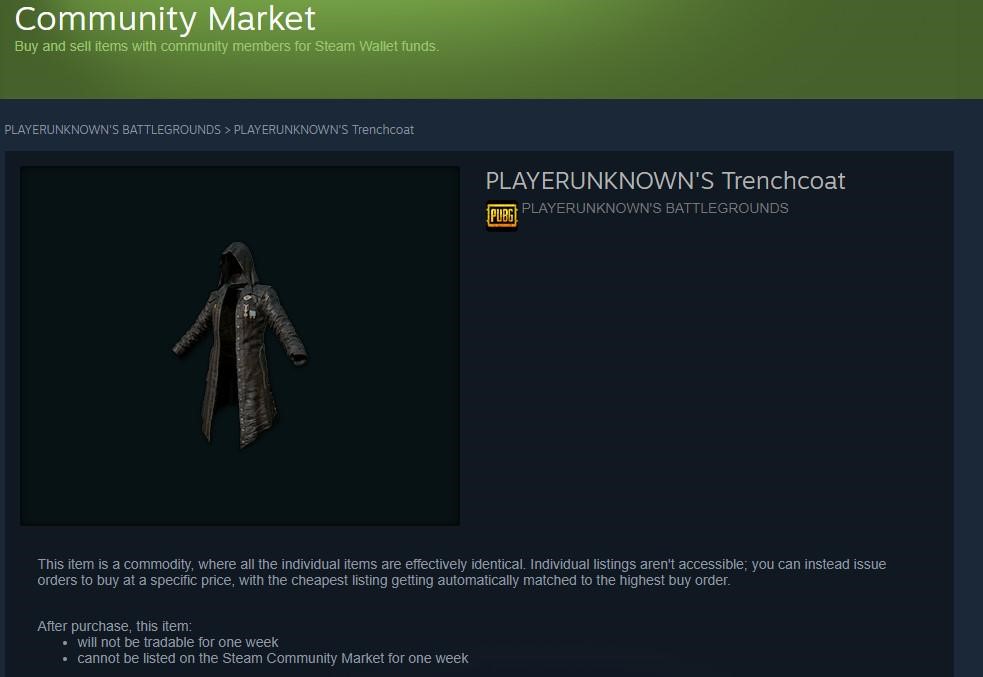 Community Market
Buy and sell items with community members for Steam Wallet funds.
PLAYERUNKNOWN'S BATTLEGROUNDS > PLAYERUNKNOWN'S Trenchcoat
PLAYERUNKNOWN'S Trenchcoat
PUBG PLAYERUNKNOWN'S BATTLEGROUNDS
This item is a commodity, where all the individual items are effectively identical. Individual listings aren't accessible; you can instead issue
orders to buy at a specific price, with the cheapest listing getting automatically matched to the highest buy order.
After purchase, this item:
• will not be tradable for one week
• cannot be listed on the Steam Community Market for one week